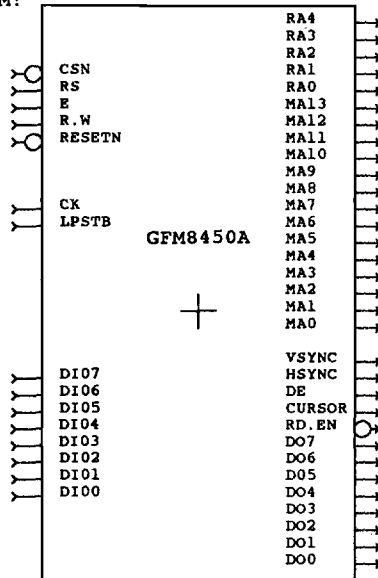 M:
CSN
RS
E
R.W
RESETN
CK
LPSTB
GFM8450A
DI07
DI06
DI05
DI04
DI03
DI02
DI01
DI00
RA4
RA3
RA2
RA1
RA0
MA13
MA12
MA11
MA10
MA9
MA8
MA7
MA6
MA5
MA4
MA3
MA2
MA1
MA0
VSYNC
HSYNC
DE
CURSOR
RD.EN
DO7
DO6
DO5
DO4
DO3
DO2
DO1
DO0